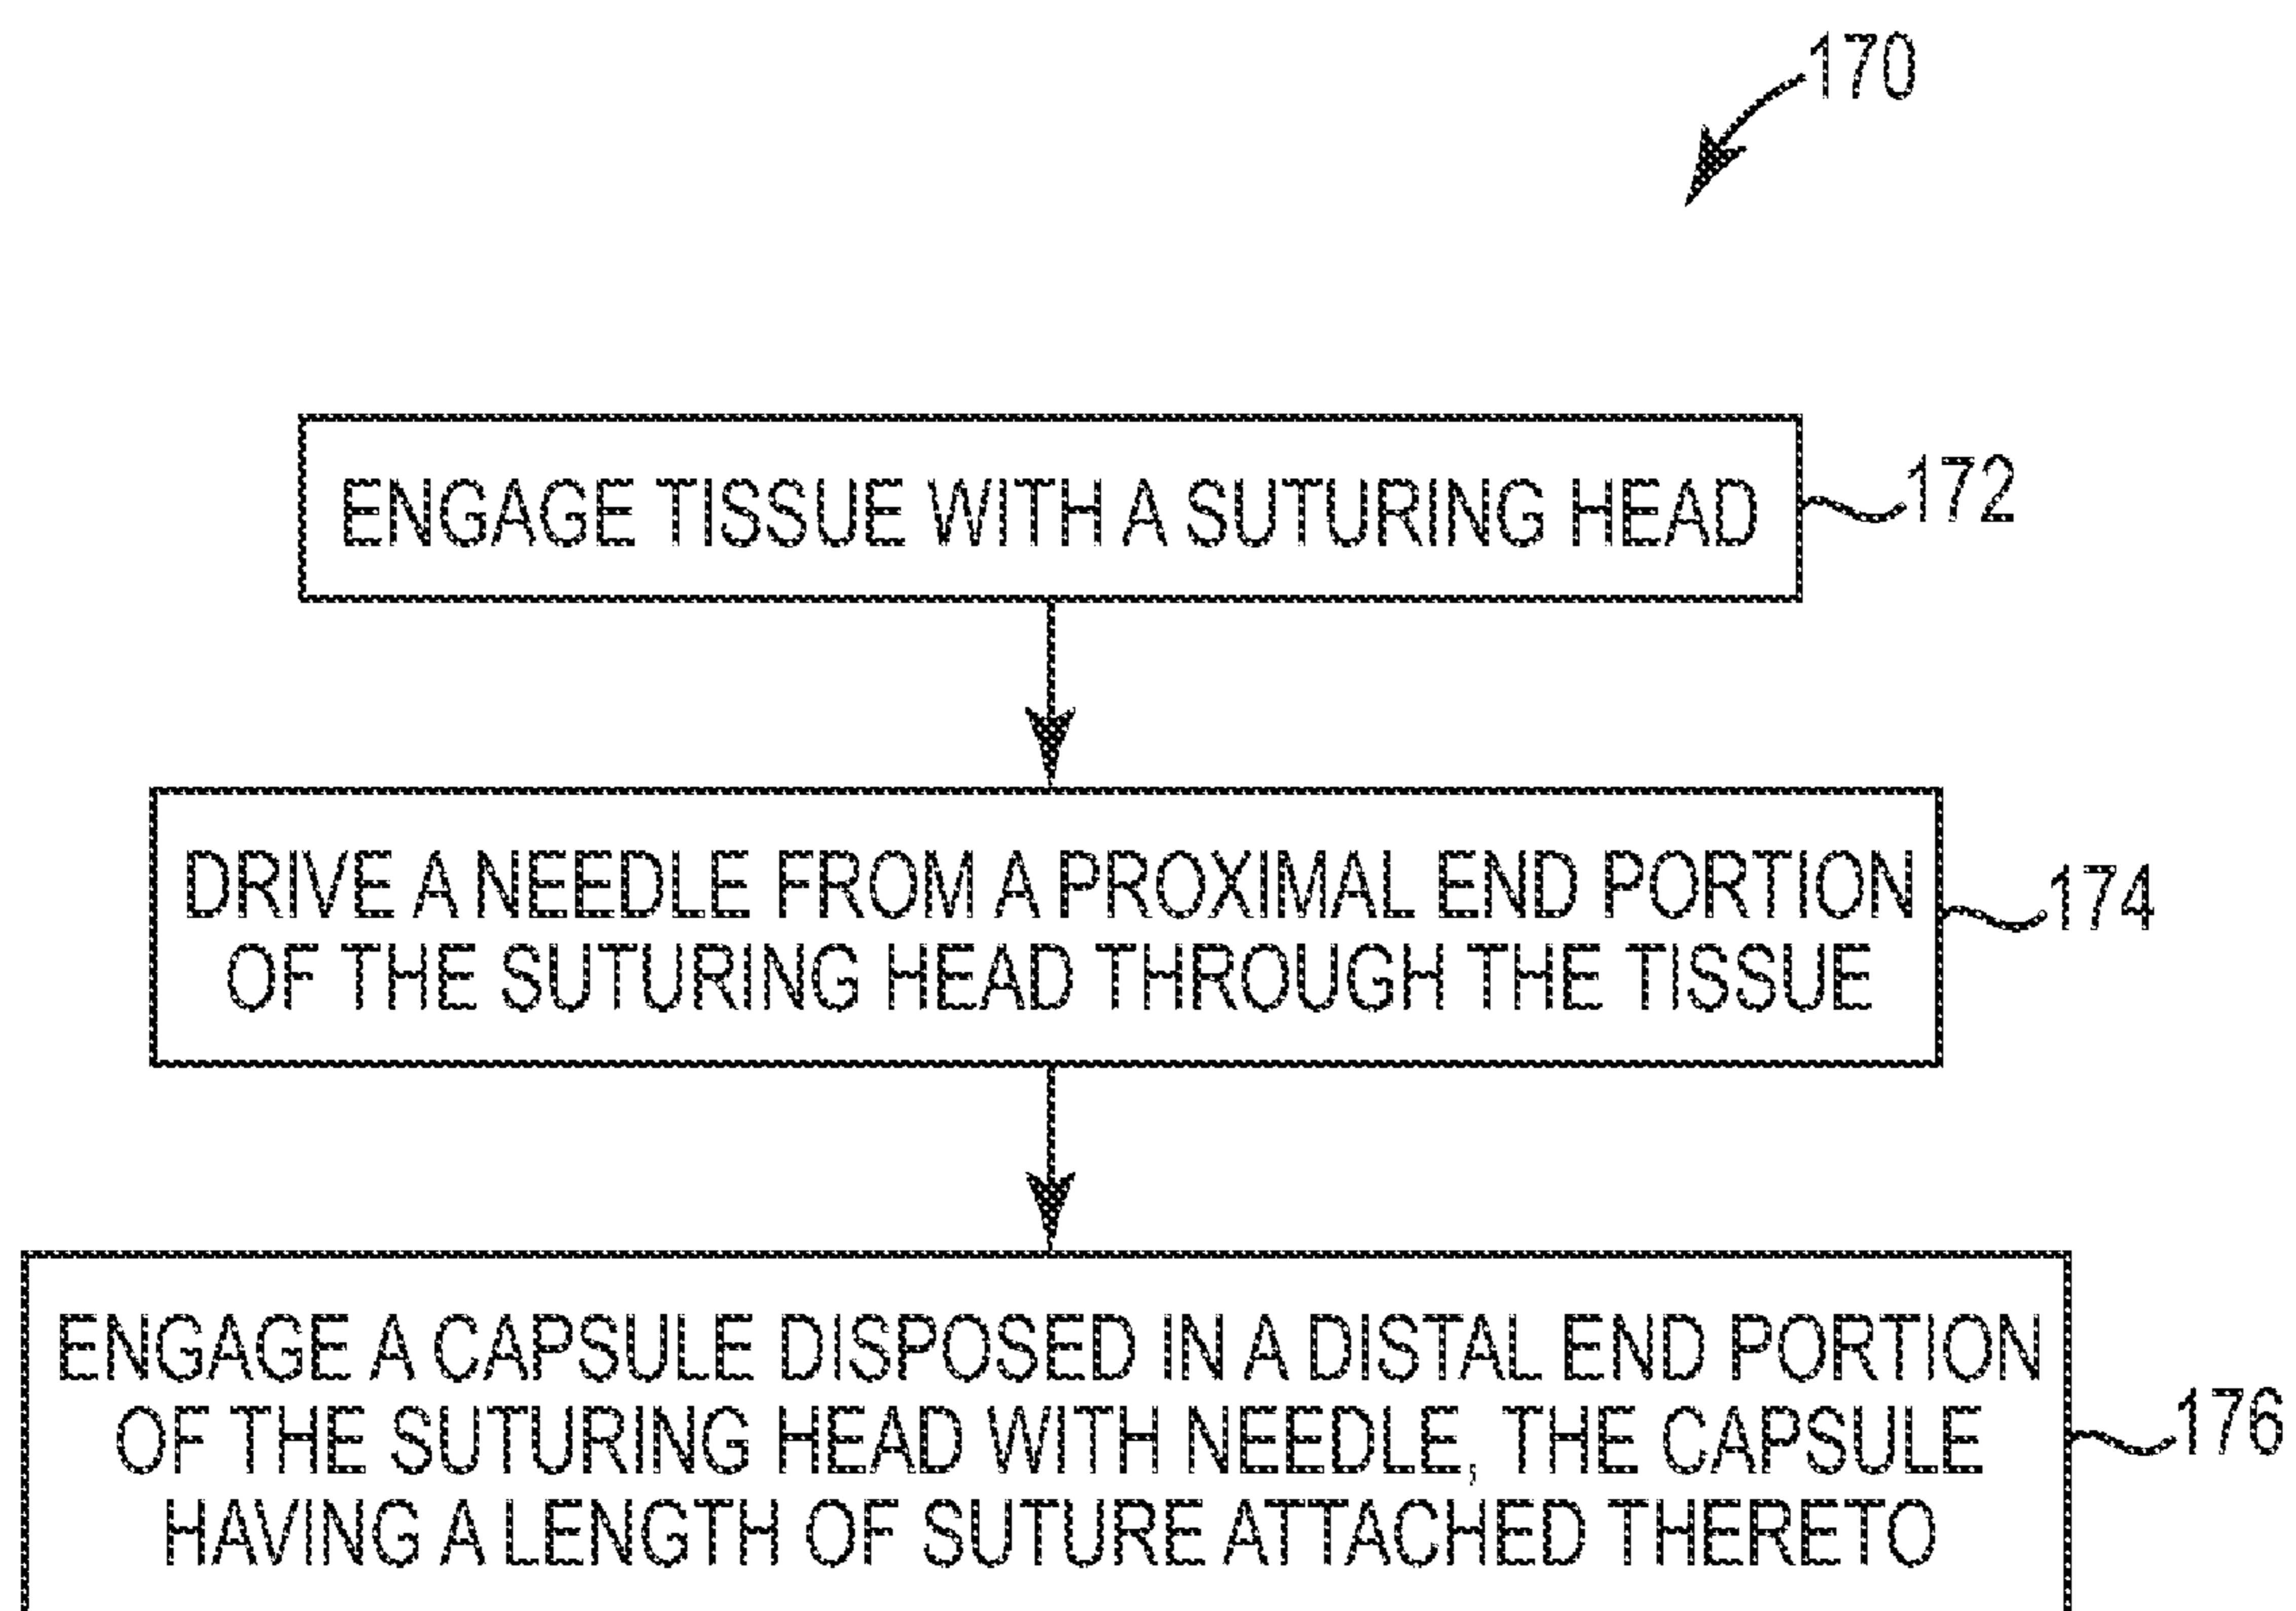 170
ENGAGE TISSUE WITH A SUTURING HEAD
172
DRIVE A NEEDLE FROM A PROXIMAL END PORTION
OF THE SUTURING HEAD THROUGH THE TISSUE
174
ENGAGE A CAPSULE DISPOSED IN A DISTAL END PORTION
OF THE SUTURING HEAD WITH NEEDLE, THE CAPSULE
HAVING A LENGTH OF SUTURE ATTACHED THERETO
176